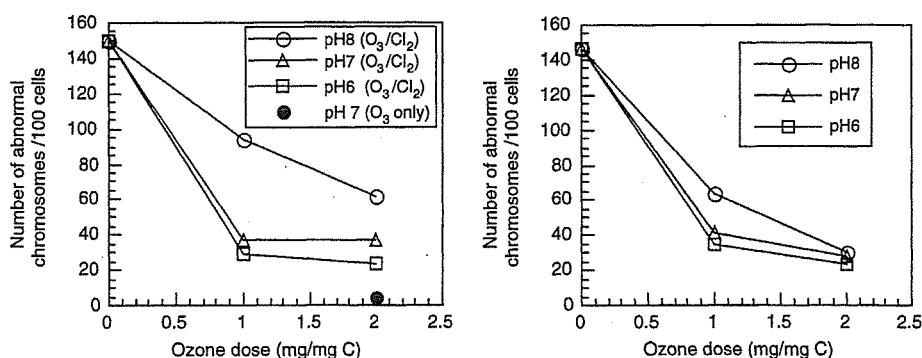 Number of abnormal
chromosomes /100 cells
160
140
120
100
80
60
40
20
0
0
0.5
1
1.5
2
2.5
Ozone dose (mg/mg C)
pH8 (O₃/Cl₂)
pH7 (O₃/Cl₂)
pH6 (O₃/Cl₂)
pH 7 (O₃ only)
Number of abnormal
chromosomes /100 cells
160
140
120
100
80
60
40
20
0
0
0.5
1
1.5
2
2.5
Ozone dose (mg/mg C)
pH8
pH7
pH6